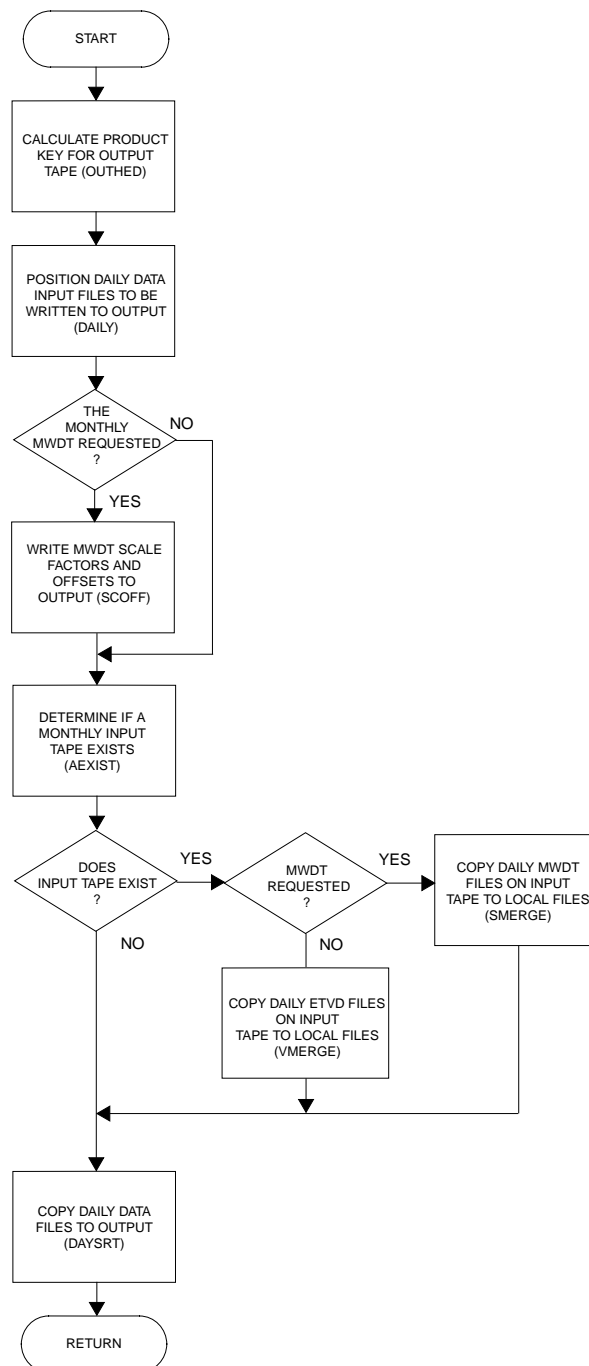 START
CALCULATE PRODUCT
KEY FOR OUTPUT
TAPE (OUTHED)
POSITION DAILY DATA
INPUT FILES TO BE
WRITTEN TO OUTPUT
(DAILY)
THE
MONTHLY
MWDT REQUESTED
?
NO
YES
WRITE MWDT SCALE
FACTORS AND
OFFSETS TO
OUTPUT (SCOFF)
DETERMINE IF A
MONTHLY INPUT
TAPE EXISTS
(AEXIST)
DOES
INPUT TAPE EXIST
?
YES
NO
MWDT
REQUESTED
?
YES
NO
COPY DAILY MWDT
FILES ON INPUT
TAPE TO LOCAL FILES
(SMERGE)
COPY DAILY ETVD FILES
ON INPUT
TAPE TO LOCAL FILES
(VMERGE)
COPY DAILY DATA
FILES TO OUTPUT
(DAYSRT)
RETURN